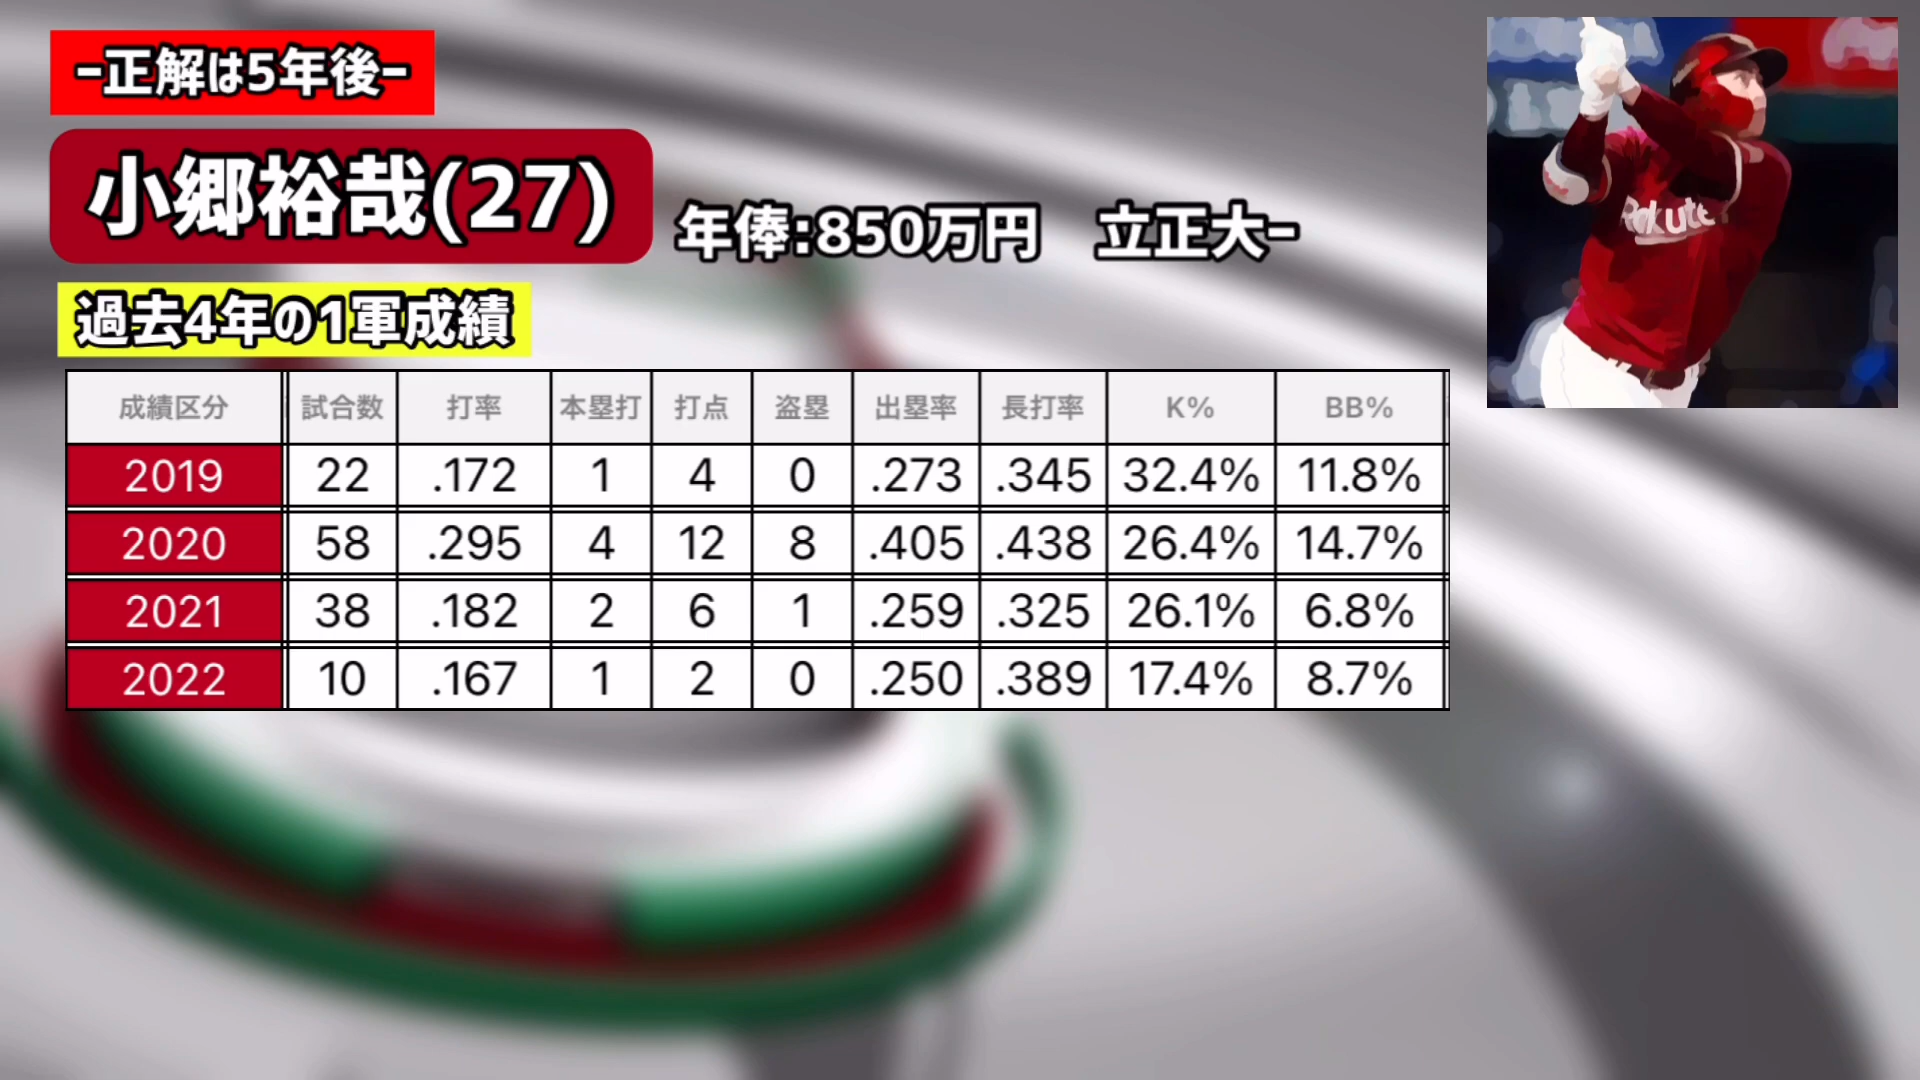 −正解は5年後−
小郷裕哉(27)
年俸:850万円　立正大−
過去4年の1軍成績
成績区分 試合数 打率 本塁打 打点 盗塁 出塁率 長打率 K% BB%
2019 22 .172 1 4 0 .273 .345 32.4% 11.8%
2020 58 .295 4 12 8 .405 .438 26.4% 14.7%
2021 38 .182 2 6 1 .259 .325 26.1% 6.8%
2022 10 .167 1 2 0 .250 .389 17.4% 8.7%